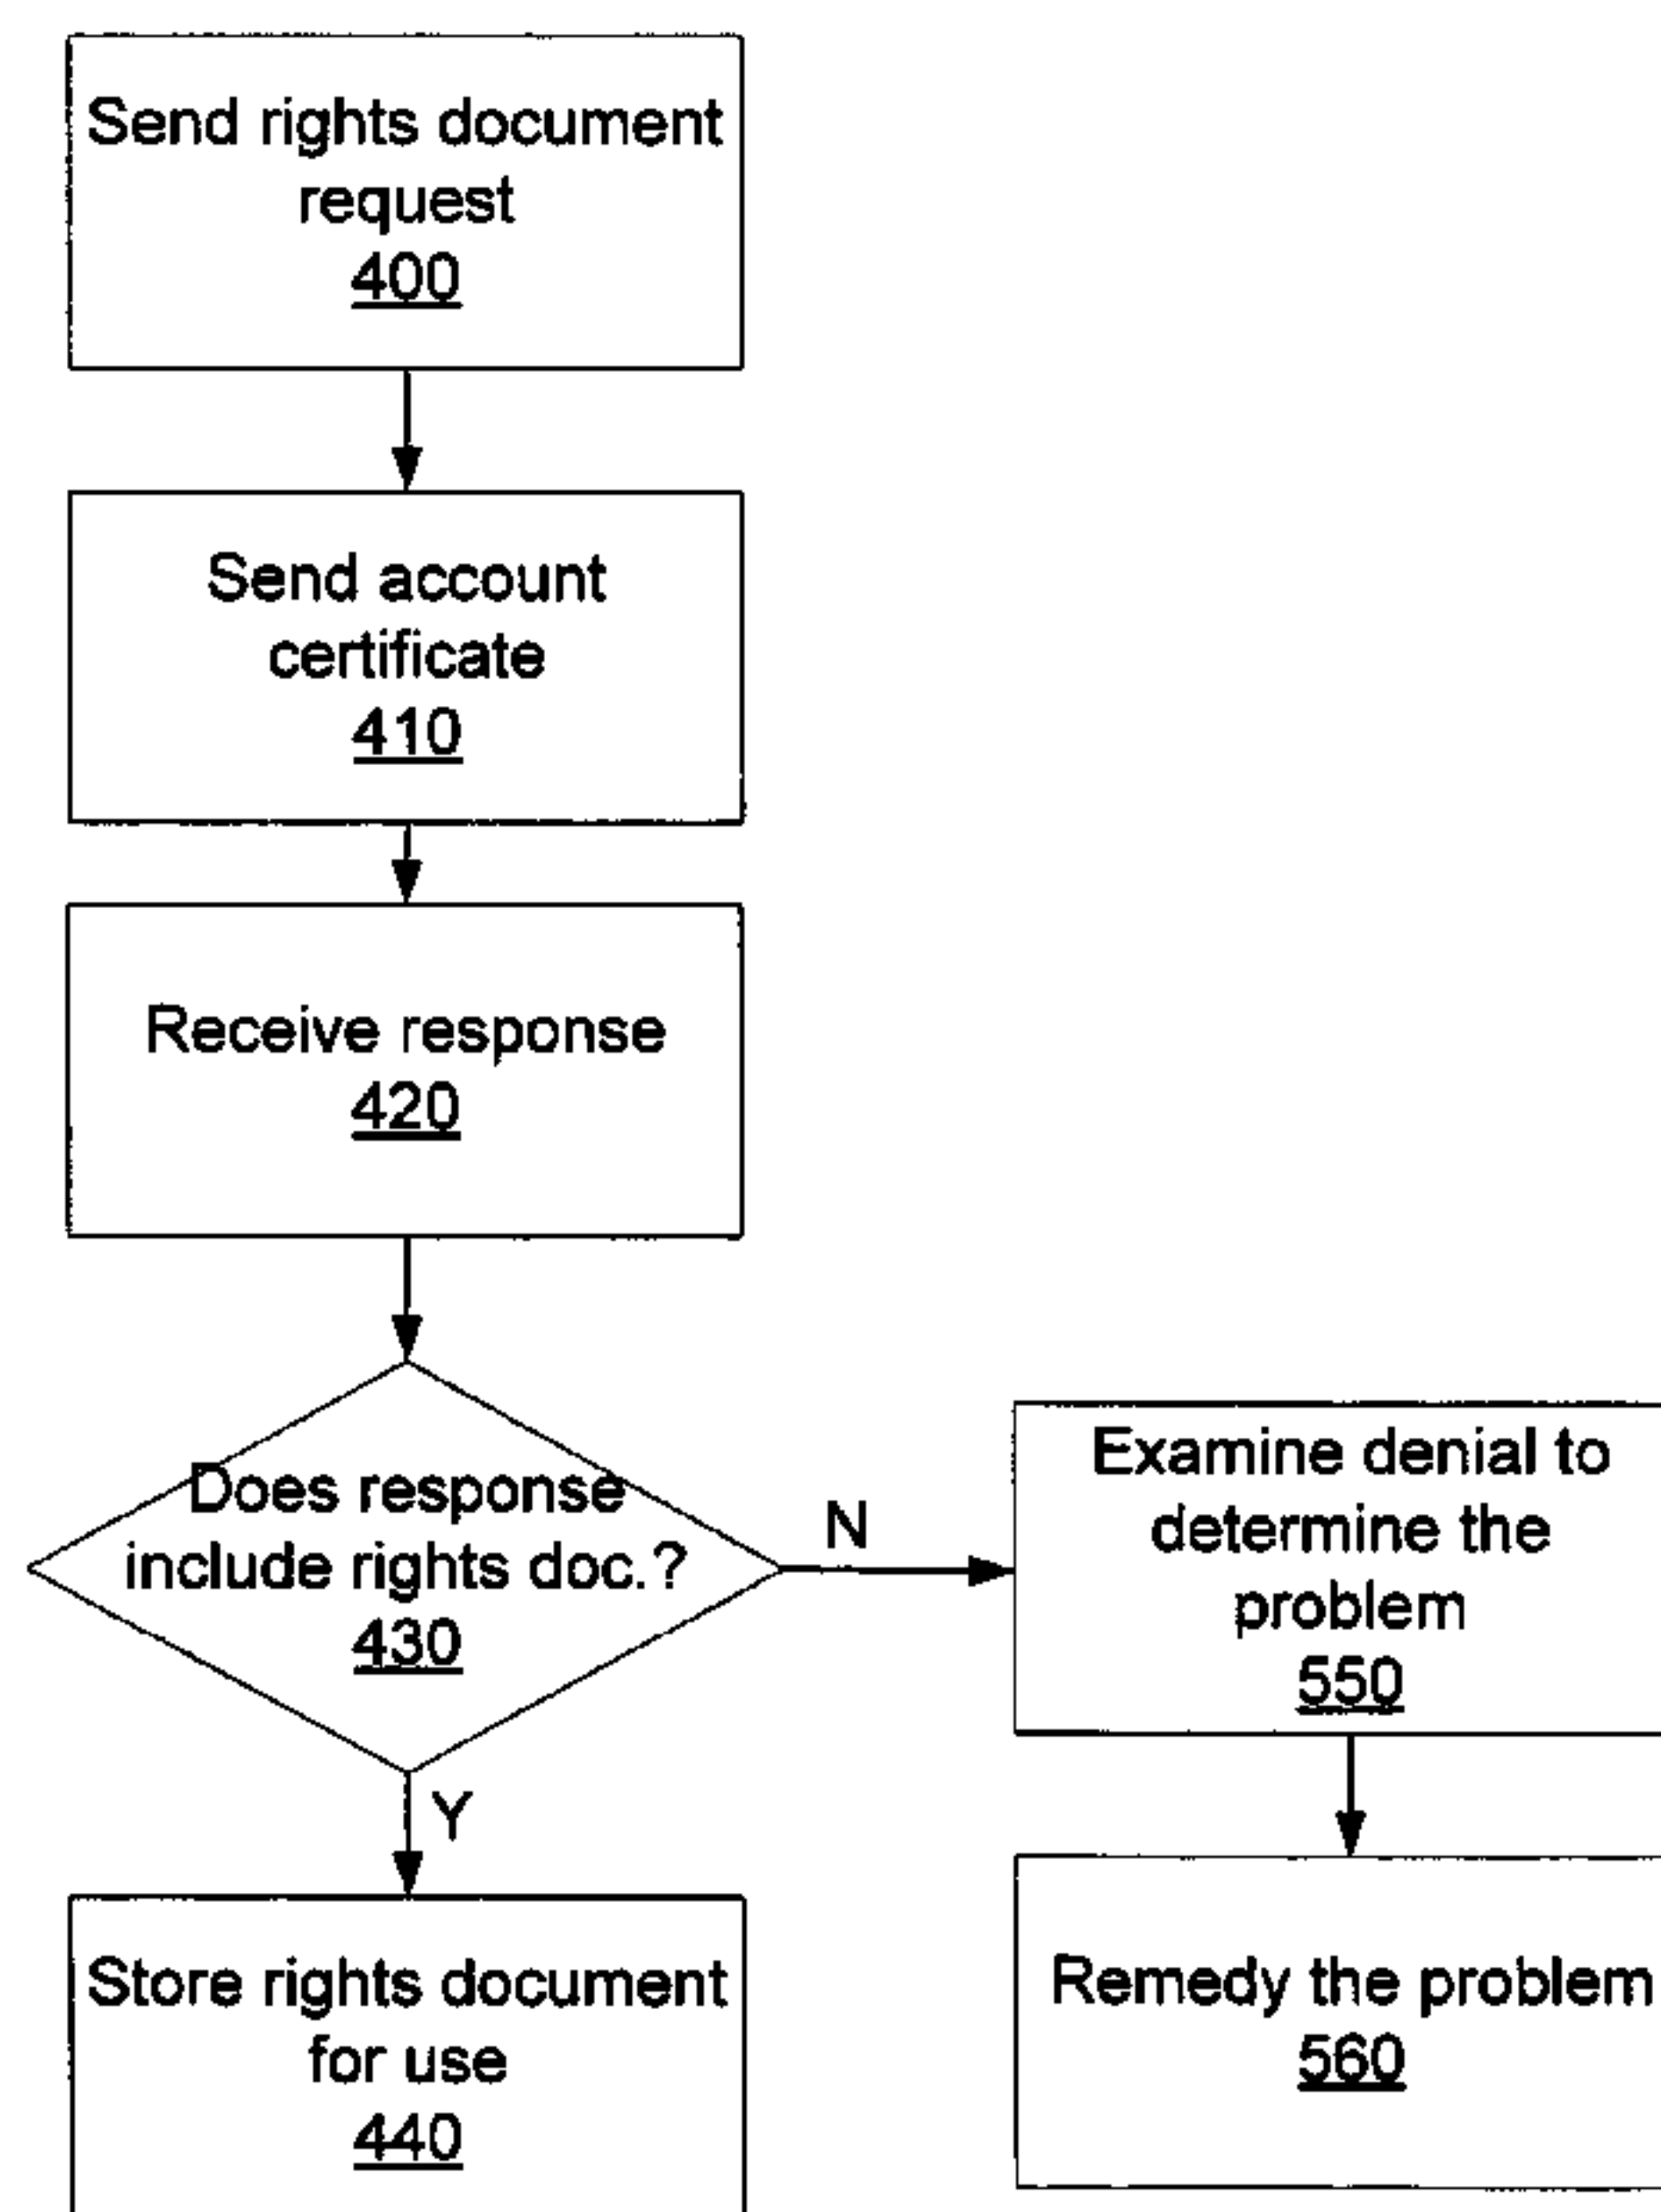 Send rights document
request
400
Send account
certificate
410
Receive response
420
Does response
include rights doc.?
430
N
Y
Examine denial to
determine the
problem
550
Store rights document
for use
440
Remedy the problem
560